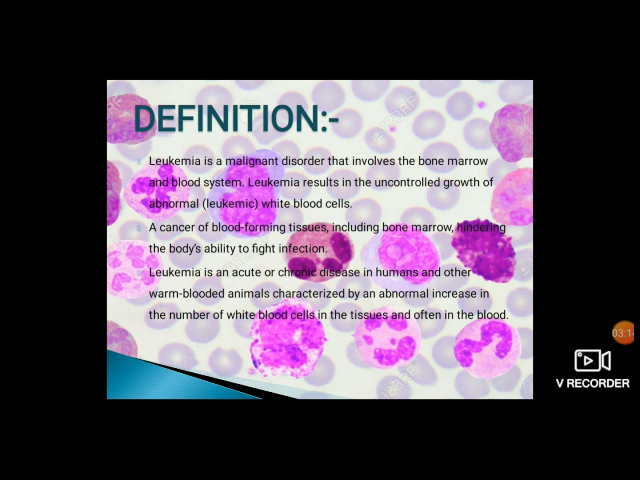 DEFINITION:-
Leukemia is a malignant disorder that involves the bone marrow
and blood system. Leukemia results in the uncontrolled growth of
abnormal (leukemic) white blood cells.
A cancer of blood-forming tissues, including bone marrow, hindering
the body's ability to fight infection.
Leukemia is an acute or chronic disease in humans and other
warm-blooded animals characterized by an abnormal increase in
the number of white blood cells in the tissues and often in the blood.
V RECORDER